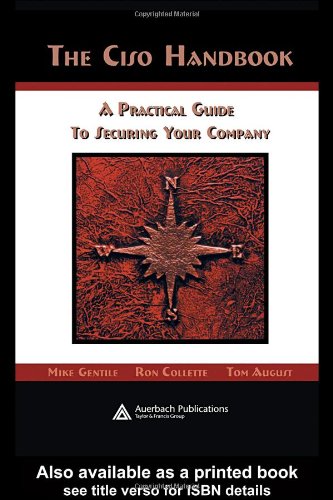 THE CISO HANDBOOK
A PRACTICAL GUIDE
TO SECURING YOUR COMPANY
N
W E
S
MIKE GENTILE RON COLLETTE TOM AUGUST
Auerbach Publications
Taylor & Francis Group
Also available as a printed book
see title verso for ISBN details